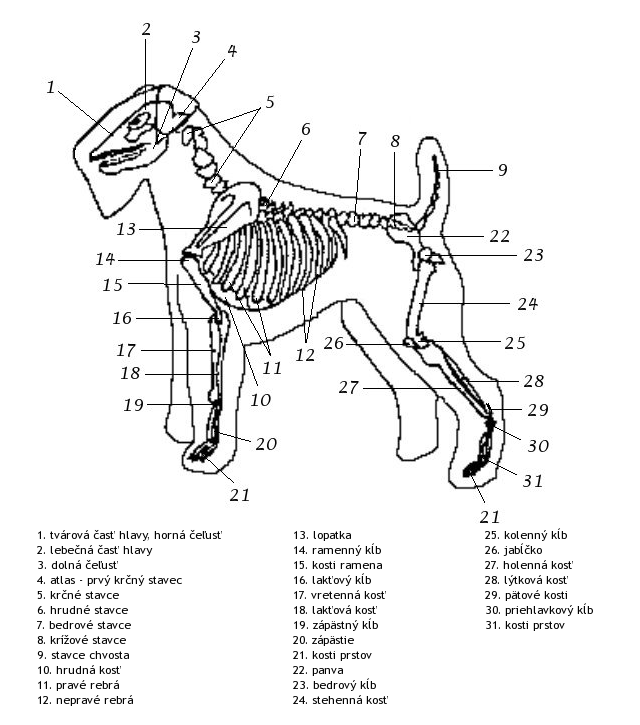 2
3
4
1
5
6
7
8
9
13
22
14
23
15
24
16
26
25
17
11
12
18
27
28
10
19
29
20
30
31
21
21
1. tvárová časť hlavy, horná čeľusť
2. lebečná časť hlavy
3. dolná čeľusť
4. atlas - prvý krčný stavec
5. krčné stavce
6. hrudné stavce
7. bedrové stavce
8. krížové stavce
9. stavce chvosta
10. hrudná kosť
11. pravé rebrá
12. nepravé rebrá
13. lopatka
14. ramenný kĺb
15. kosti ramena
16. lakťový kĺb
17. vretenná kosť
18. lakťová kosť
19. zápästný kĺb
20. zápästie
21. kosti prstov
22. panva
23. bedrový kĺb
24. stehenná kosť
25. kolenný kĺb
26. jabĺčko
27. holenná kosť
28. lýtková kosť
29. pätové kosti
30. priehlavkový kĺb
31. kosti prstov